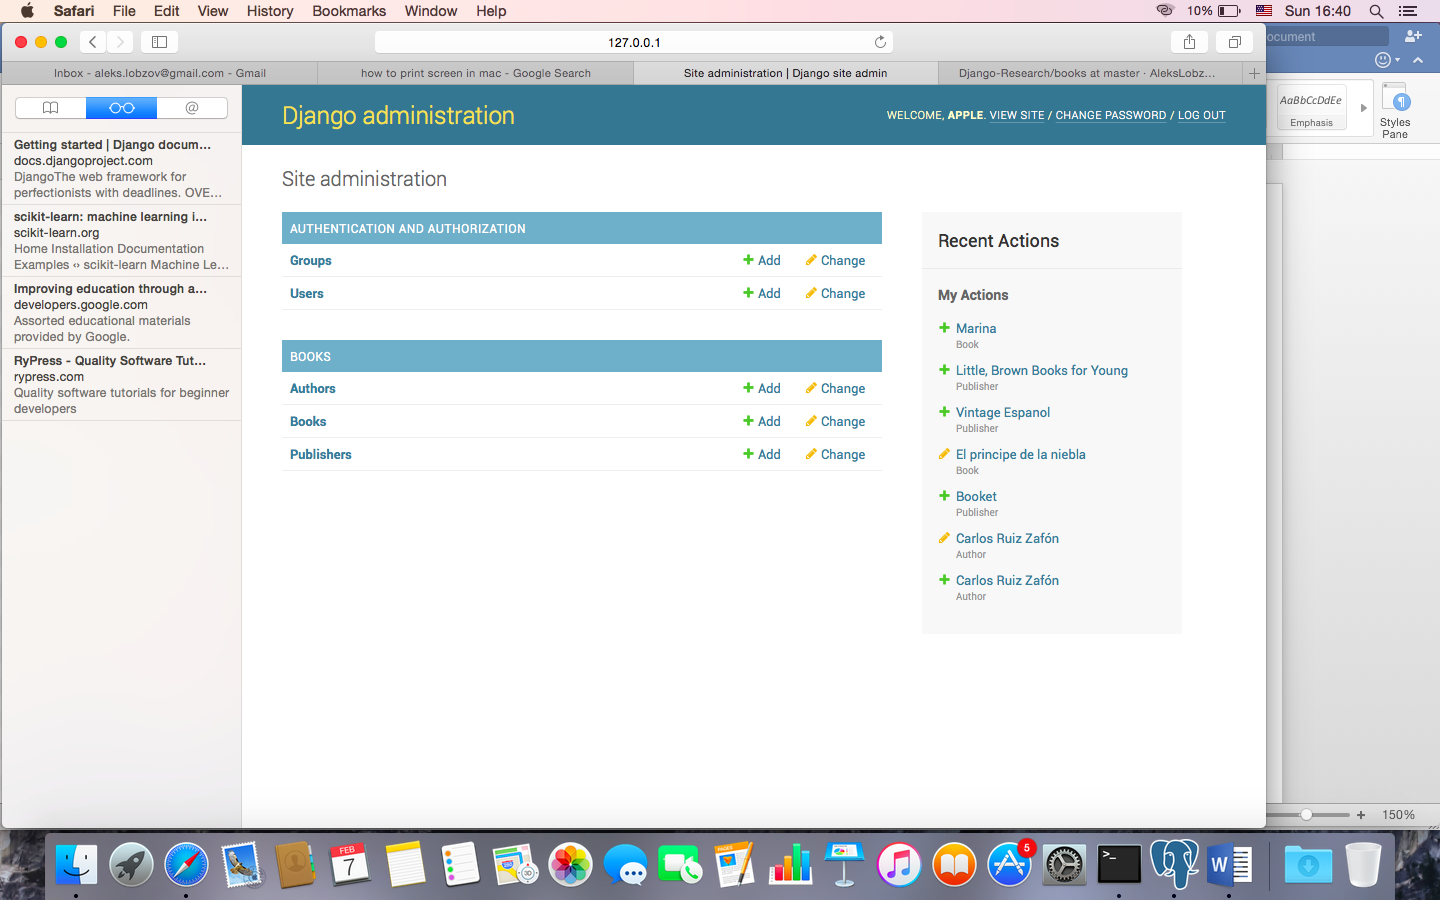 Safari File Edit View History Bookmarks Window Help 10% Sun 16:40
127.0.0.1
ocument
Inbox - aleks.lobzov@gmail.com - Gmail
how to print screen in mac - Google Search
Site administration | Django site admin
Django-Research/books at master · AleksLobz...
AaBbCcDdEe
Emphasis
Styles
Pane
@
Getting started | Django docum...
docs.djangoproject.com
DjangoThe web framework for
perfectionists with deadlines. OVE...
scikit-learn: machine learning i...
scikit-learn.org
Home Installation Documentation
Examples ‹› scikit-learn Machine Le...
Improving education through a...
developers.google.com
Assorted educational materials
provided by Google.
RyPress - Quality Software Tut...
rypress.com
Quality software tutorials for beginner
developers
Django administration
WELCOME, APPLE. VIEW SITE / CHANGE PASSWORD / LOG OUT
Site administration
AUTHENTICATION AND AUTHORIZATION
Groups Add Change
Users Add Change
BOOKS
Authors Add Change
Books Add Change
Publishers Add Change
Recent Actions
My Actions
Marina
Book
Little, Brown Books for Young
Publisher
Vintage Espanol
Publisher
El principe de la niebla
Book
Booket
Publisher
Carlos Ruiz Zafón
Author
Carlos Ruiz Zafón
Author
150%
FEB
7
3D
PAGES
5
>_
W